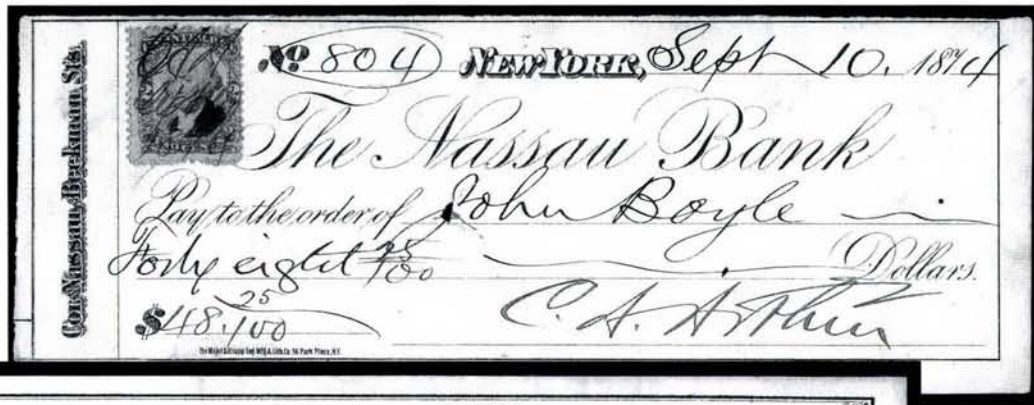 Cor. Nassau & Beekman Sts.
No 804 New York, Sept 10, 1874
The Nassau Bank
Pay to the order of John Boyle
Forty eight 25/100 Dollars.
$48.25/100 C. A. Arthur